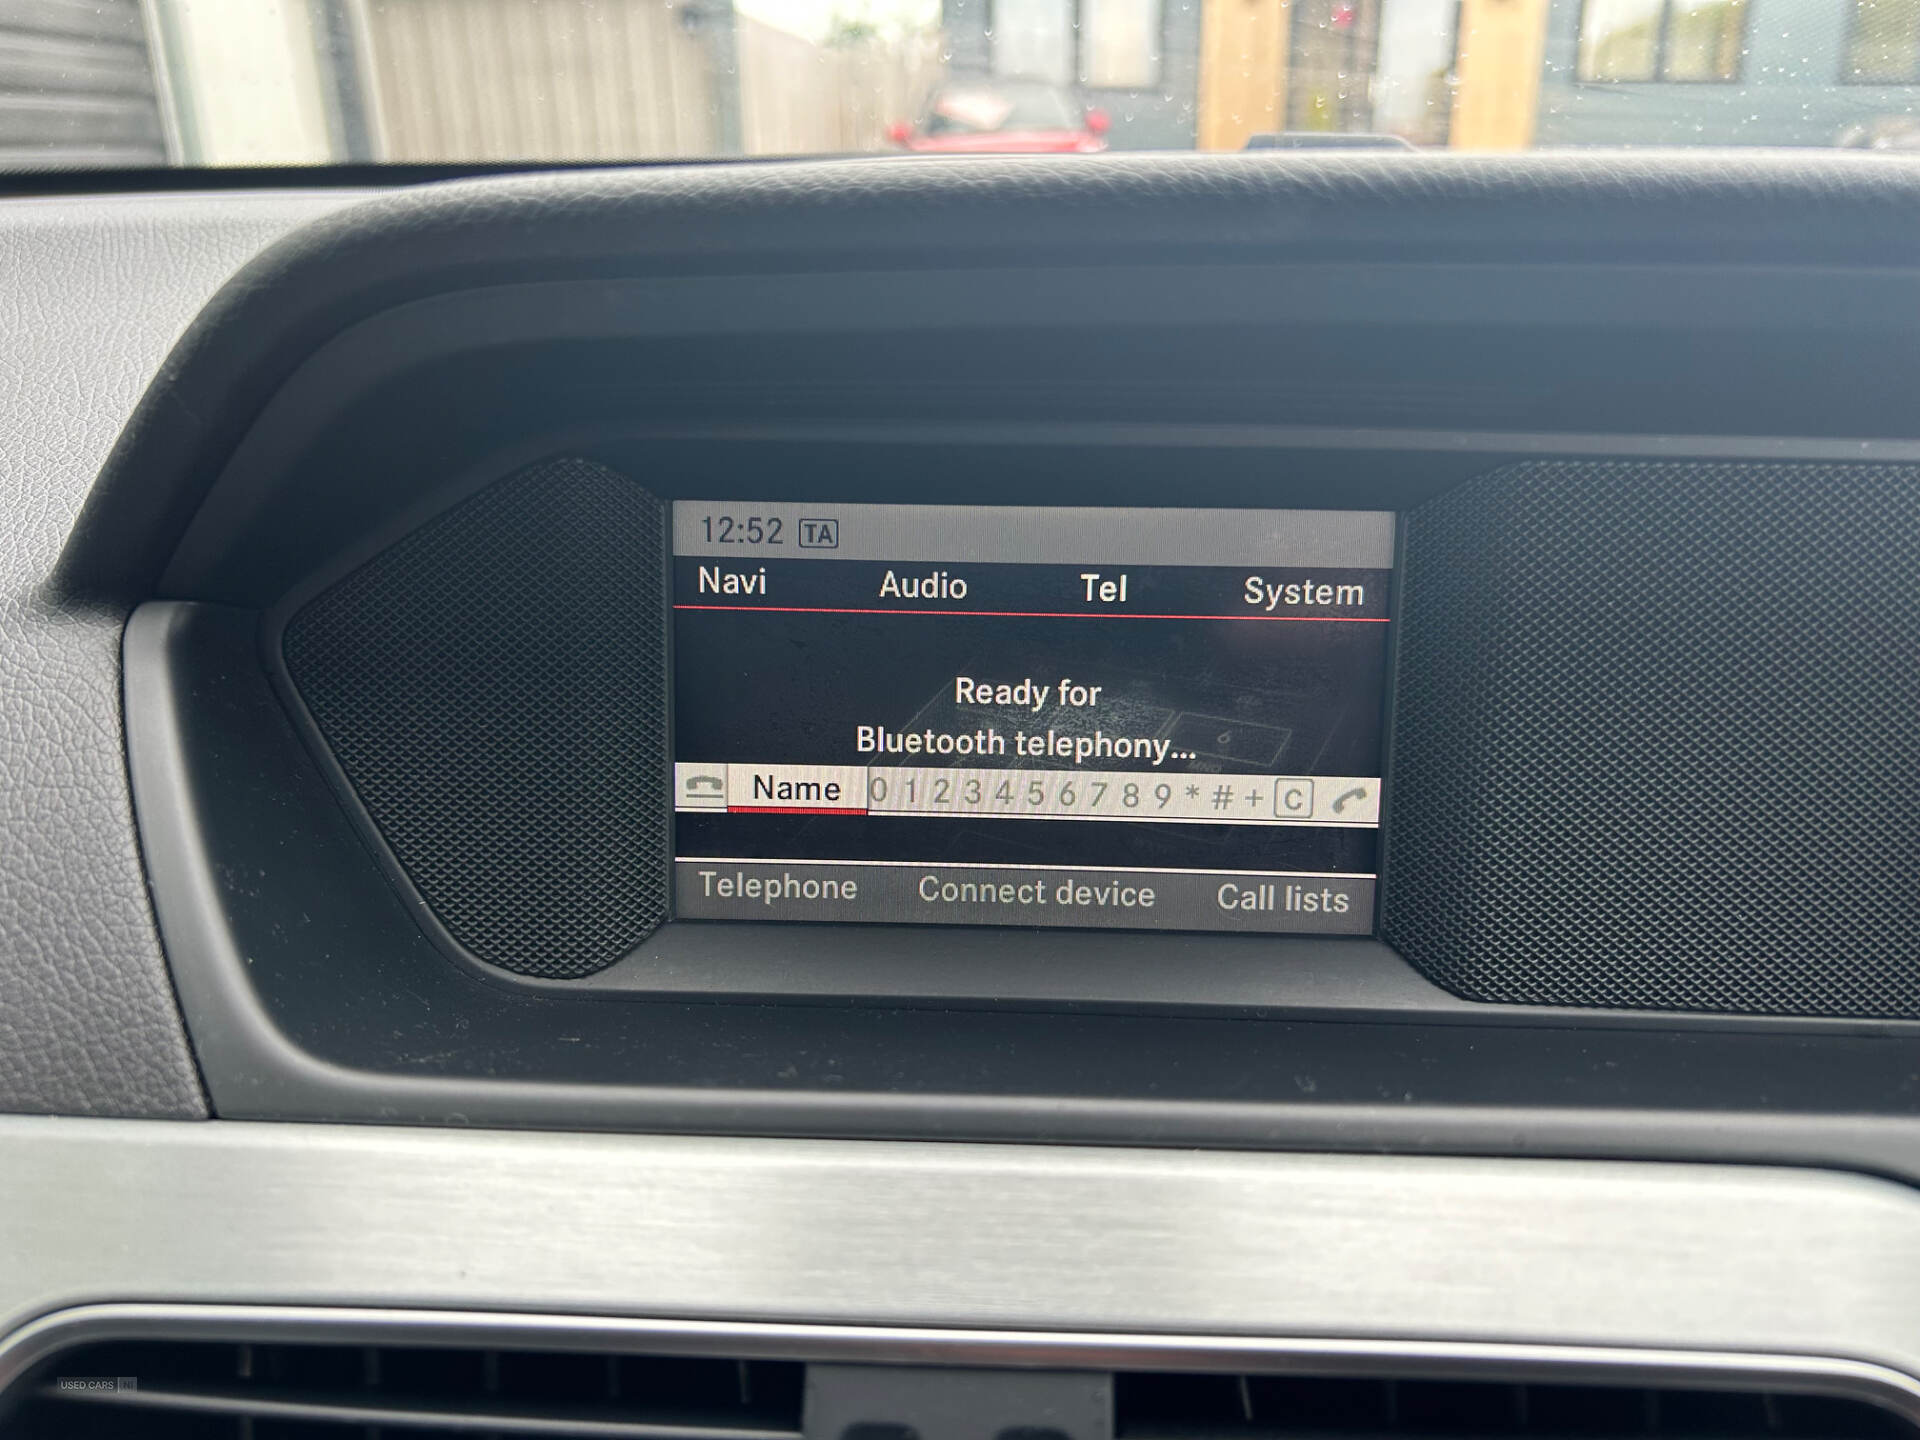 12:52 TA
Navi Audio Tel System
Ready for
Bluetooth telephony...
Name 0 1 2 3 4 5 6 7 8 9 * # + C
Telephone Connect device Call lists
USED CARS NI